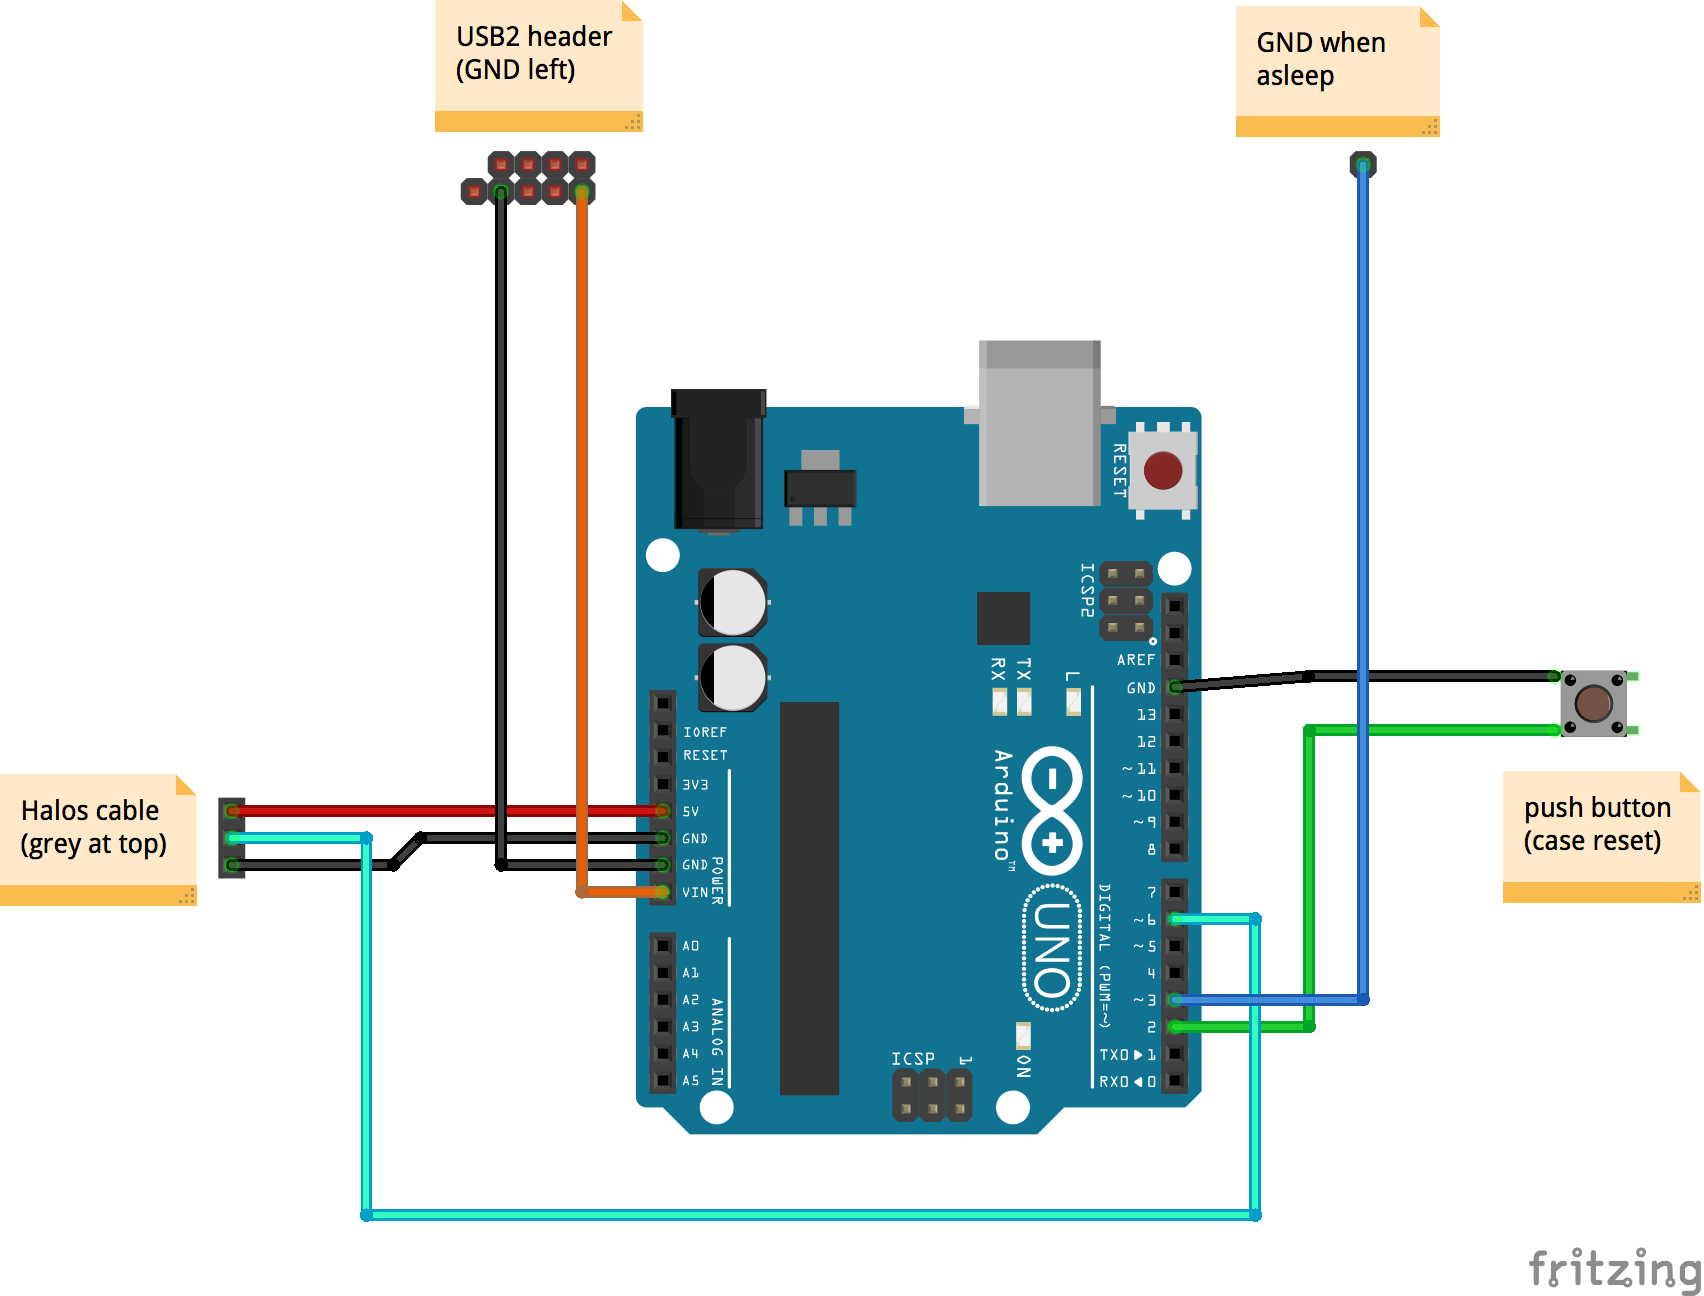 USB2 header
(GND left)
GND when
asleep
RESET
ICSP2
AREF
GND
13
12
~11
~10
~9
8
RX
TX
L
IOREF
RESET
3V3
5V
GND
GND
VIN
POWER
Arduino™
UNO
Halos cable
(grey at top)
push button
(case reset)
7
~6
~5
4
~3
2
TX0▶1
RX0◀0
DIGITAL (PWM=~)
A0
A1
A2
A3
A4
A5
ANALOG IN
ICSP
1
ON
fritzing